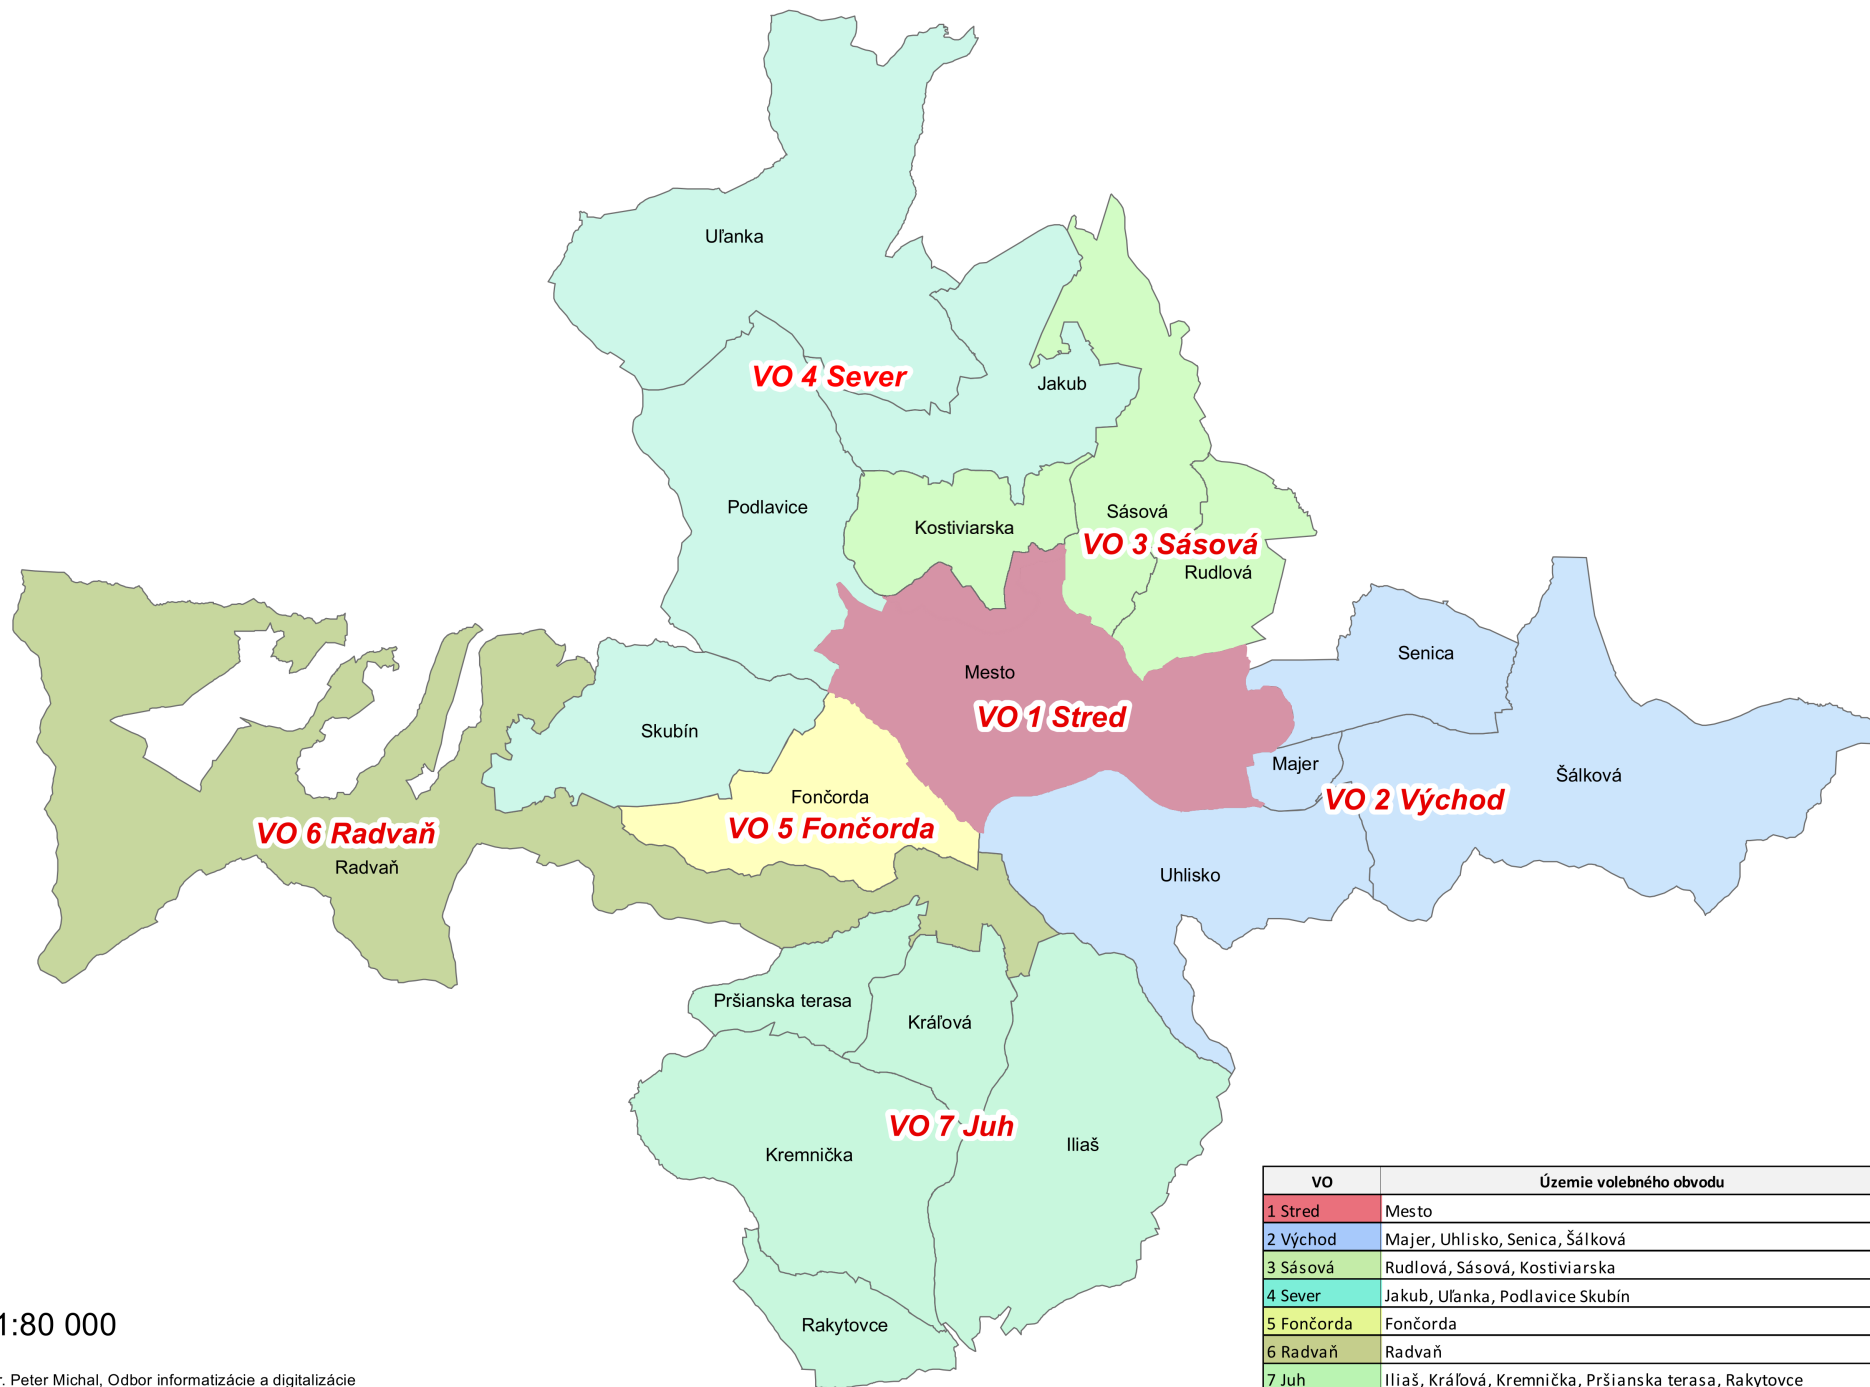 Uľanka
VO 4 Sever
Jakub
Podlavice
Kostiviarska
Sásová
VO 3 Sásová
Rudlová
Senica
Mesto
VO 1 Stred
Skubín
Majer
Šálková
VO 2 Východ
Fončorda
VO 5 Fončorda
VO 6 Radvaň
Radvaň
Uhlisko
Pršianska terasa
Kráľová
VO 7 Juh
Kremnička
Iliaš
Rakytovce
VO Územie volebného obvodu
1 Stred Mesto
2 Východ Majer, Uhlisko, Senica, Šálková
3 Sásová Rudlová, Sásová, Kostiviarska
4 Sever Jakub, Uľanka, Podlavice Skubín
5 Fončorda Fončorda
6 Radvaň Radvaň
7 Juh Iliaš, Kráľová, Kremnička, Pršianska terasa, Rakytovce
1:80 000
r. Peter Michal, Odbor informatizácie a digitalizácie